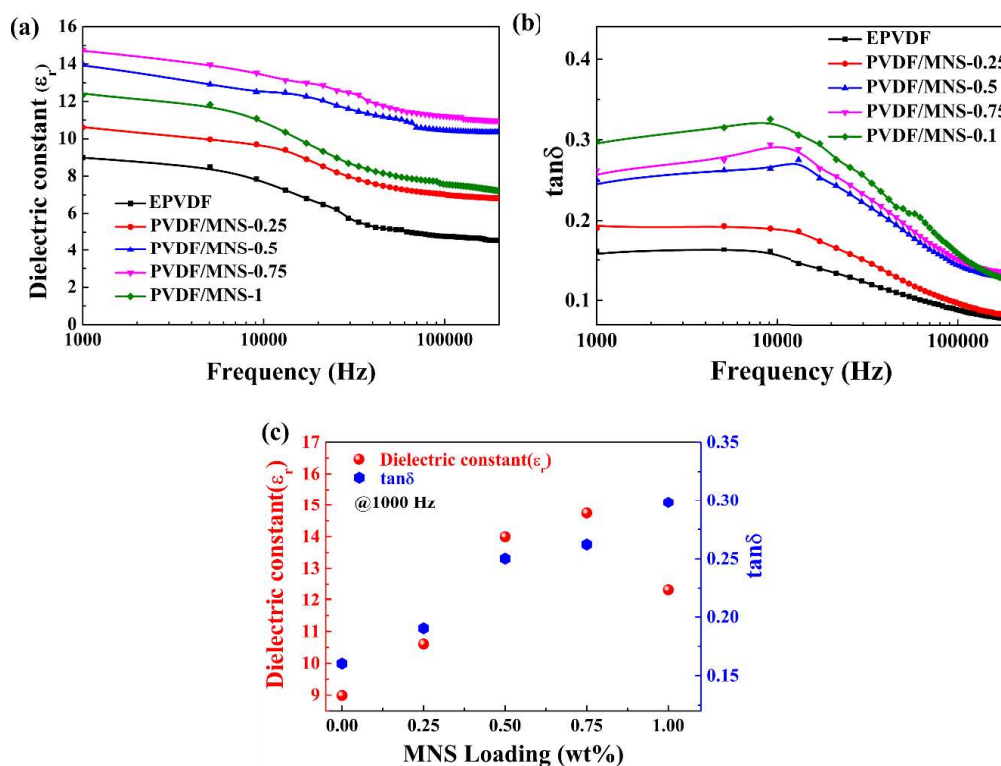 (a)
16
14
12
10
8
6
4
2
0
Dielectric constant (εr)
EPVDF
PVDF/MNS-0.25
PVDF/MNS-0.5
PVDF/MNS-0.75
PVDF/MNS-1
1000 10000 100000
Frequency (Hz)
(b)
0.4
0.3
0.2
0.1
tanδ
EPVDF
PVDF/MNS-0.25
PVDF/MNS-0.5
PVDF/MNS-0.75
PVDF/MNS-0.1
1000 10000 100000
Frequency (Hz)
(c)
17
16
15
14
13
12
11
10
9
Dielectric constant(εr)
Dielectric constant(εr)
tanδ
@1000 Hz
0.35
0.30
0.25
0.20
0.15
tanδ
0.00 0.25 0.50 0.75 1.00
MNS Loading (wt%)